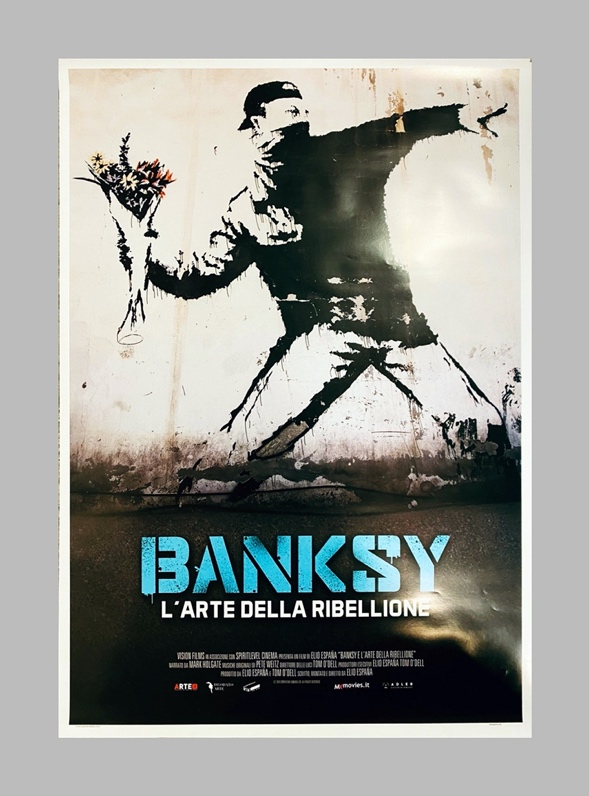 BANKSY
L'ARTE DELLA RIBELLIONE
VISION FILMS IN ASSOCIAZIONE CON SPIRITLEVEL CINEMA PRESENTA UN FILM DI ELIO ESPAÑA "BANKSY E L'ARTE DELLA RIBELLIONE"
NARRATO DA MARK HOLGATE MUSICHE ORIGINALI DI PETE WEITZ DIRETTORE DELLE LUCI TOM O'DELL PRODUTTORI ESECUTIVI ELIO ESPAÑA TOM O'DELL
PRODOTTO DA ELIO ESPAÑA E TOM O'DELL SCRITTO, MONTATO E DIRETTO DA ELIO ESPAÑA
ARTE MYmovies.it ADLER